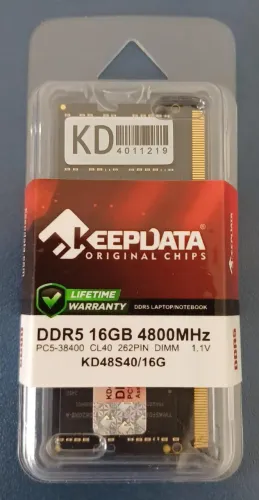 KD
4011219
KEEPDATA
ORIGINAL CHIPS
LIFETIME
WARRANTY
DDR5 LAPTOP/NOTEBOOK
DDR5 16GB 4800MHz
PC5-38400 CL40 262PIN DIMM 1.1V
KD48S40/16G